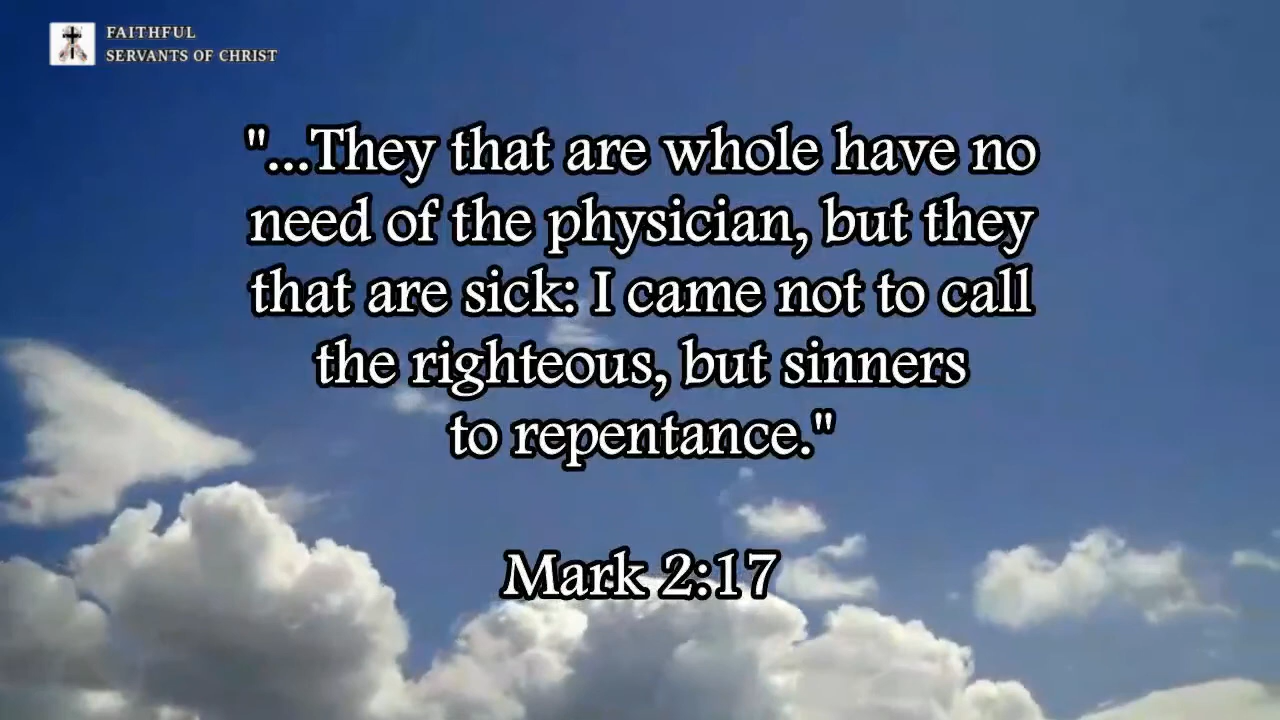 FAITHFUL
SERVANTS OF CHRIST
"...They that are whole have no
need of the physician, but they
that are sick: I came not to call
the righteous, but sinners
to repentance."
Mark 2:17